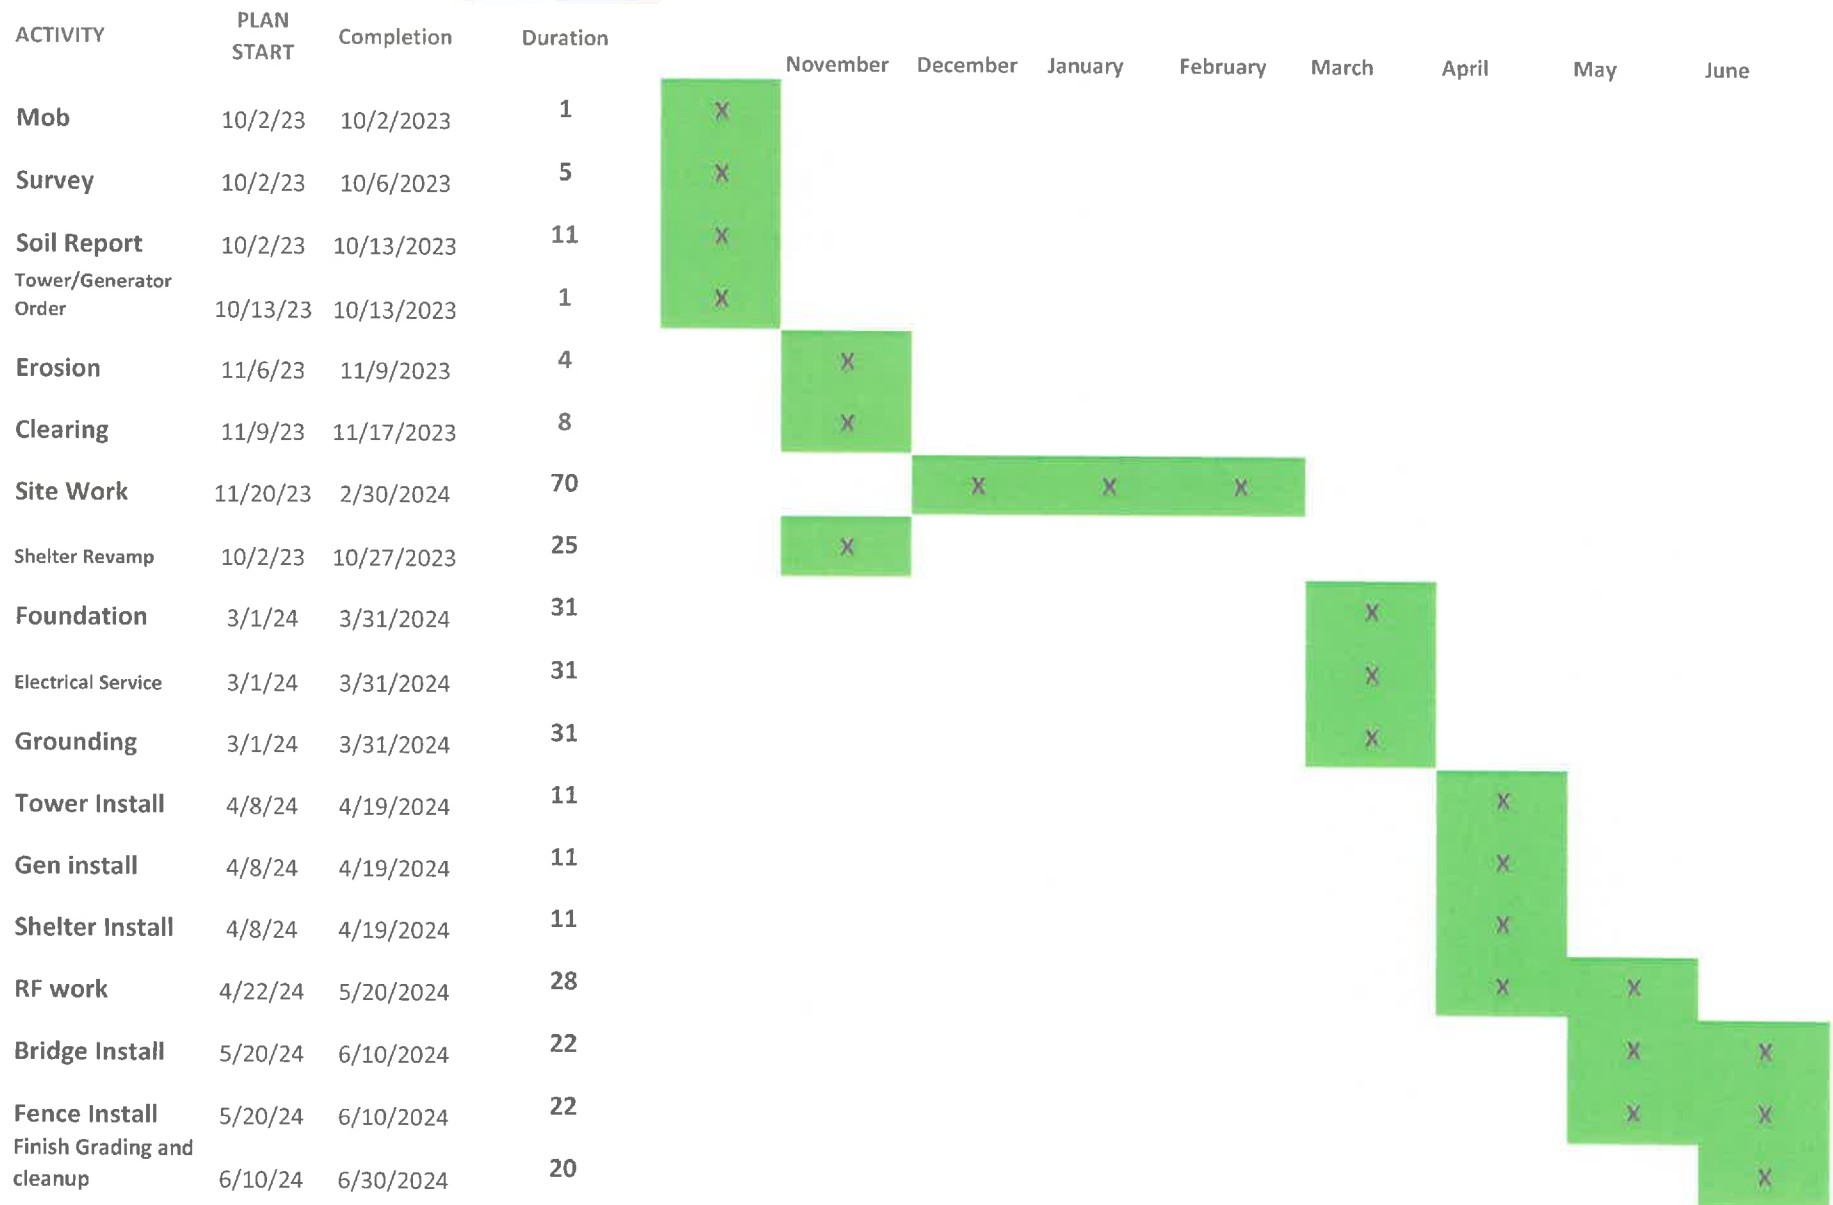 ACTIVITY PLAN START Completion Duration
November December January February March April May June
Mob 10/2/23 10/2/2023 1 X
Survey 10/2/23 10/6/2023 5 X
Soil Report 10/2/23 10/13/2023 11 X
Tower/Generator
Order 10/13/23 10/13/2023 1 X
Erosion 11/6/23 11/9/2023 4 X
Clearing 11/9/23 11/17/2023 8 X
Site Work 11/20/23 2/30/2024 70 X X X
Shelter Revamp 10/2/23 10/27/2023 25 X
Foundation 3/1/24 3/31/2024 31 X
Electrical Service 3/1/24 3/31/2024 31 X
Grounding 3/1/24 3/31/2024 31 X
Tower Install 4/8/24 4/19/2024 11 X
Gen install 4/8/24 4/19/2024 11 X
Shelter Install 4/8/24 4/19/2024 11 X
RF work 4/22/24 5/20/2024 28 X X
Bridge Install 5/20/24 6/10/2024 22 X X
Fence Install 5/20/24 6/10/2024 22 X X
Finish Grading and
cleanup 6/10/24 6/30/2024 20 X